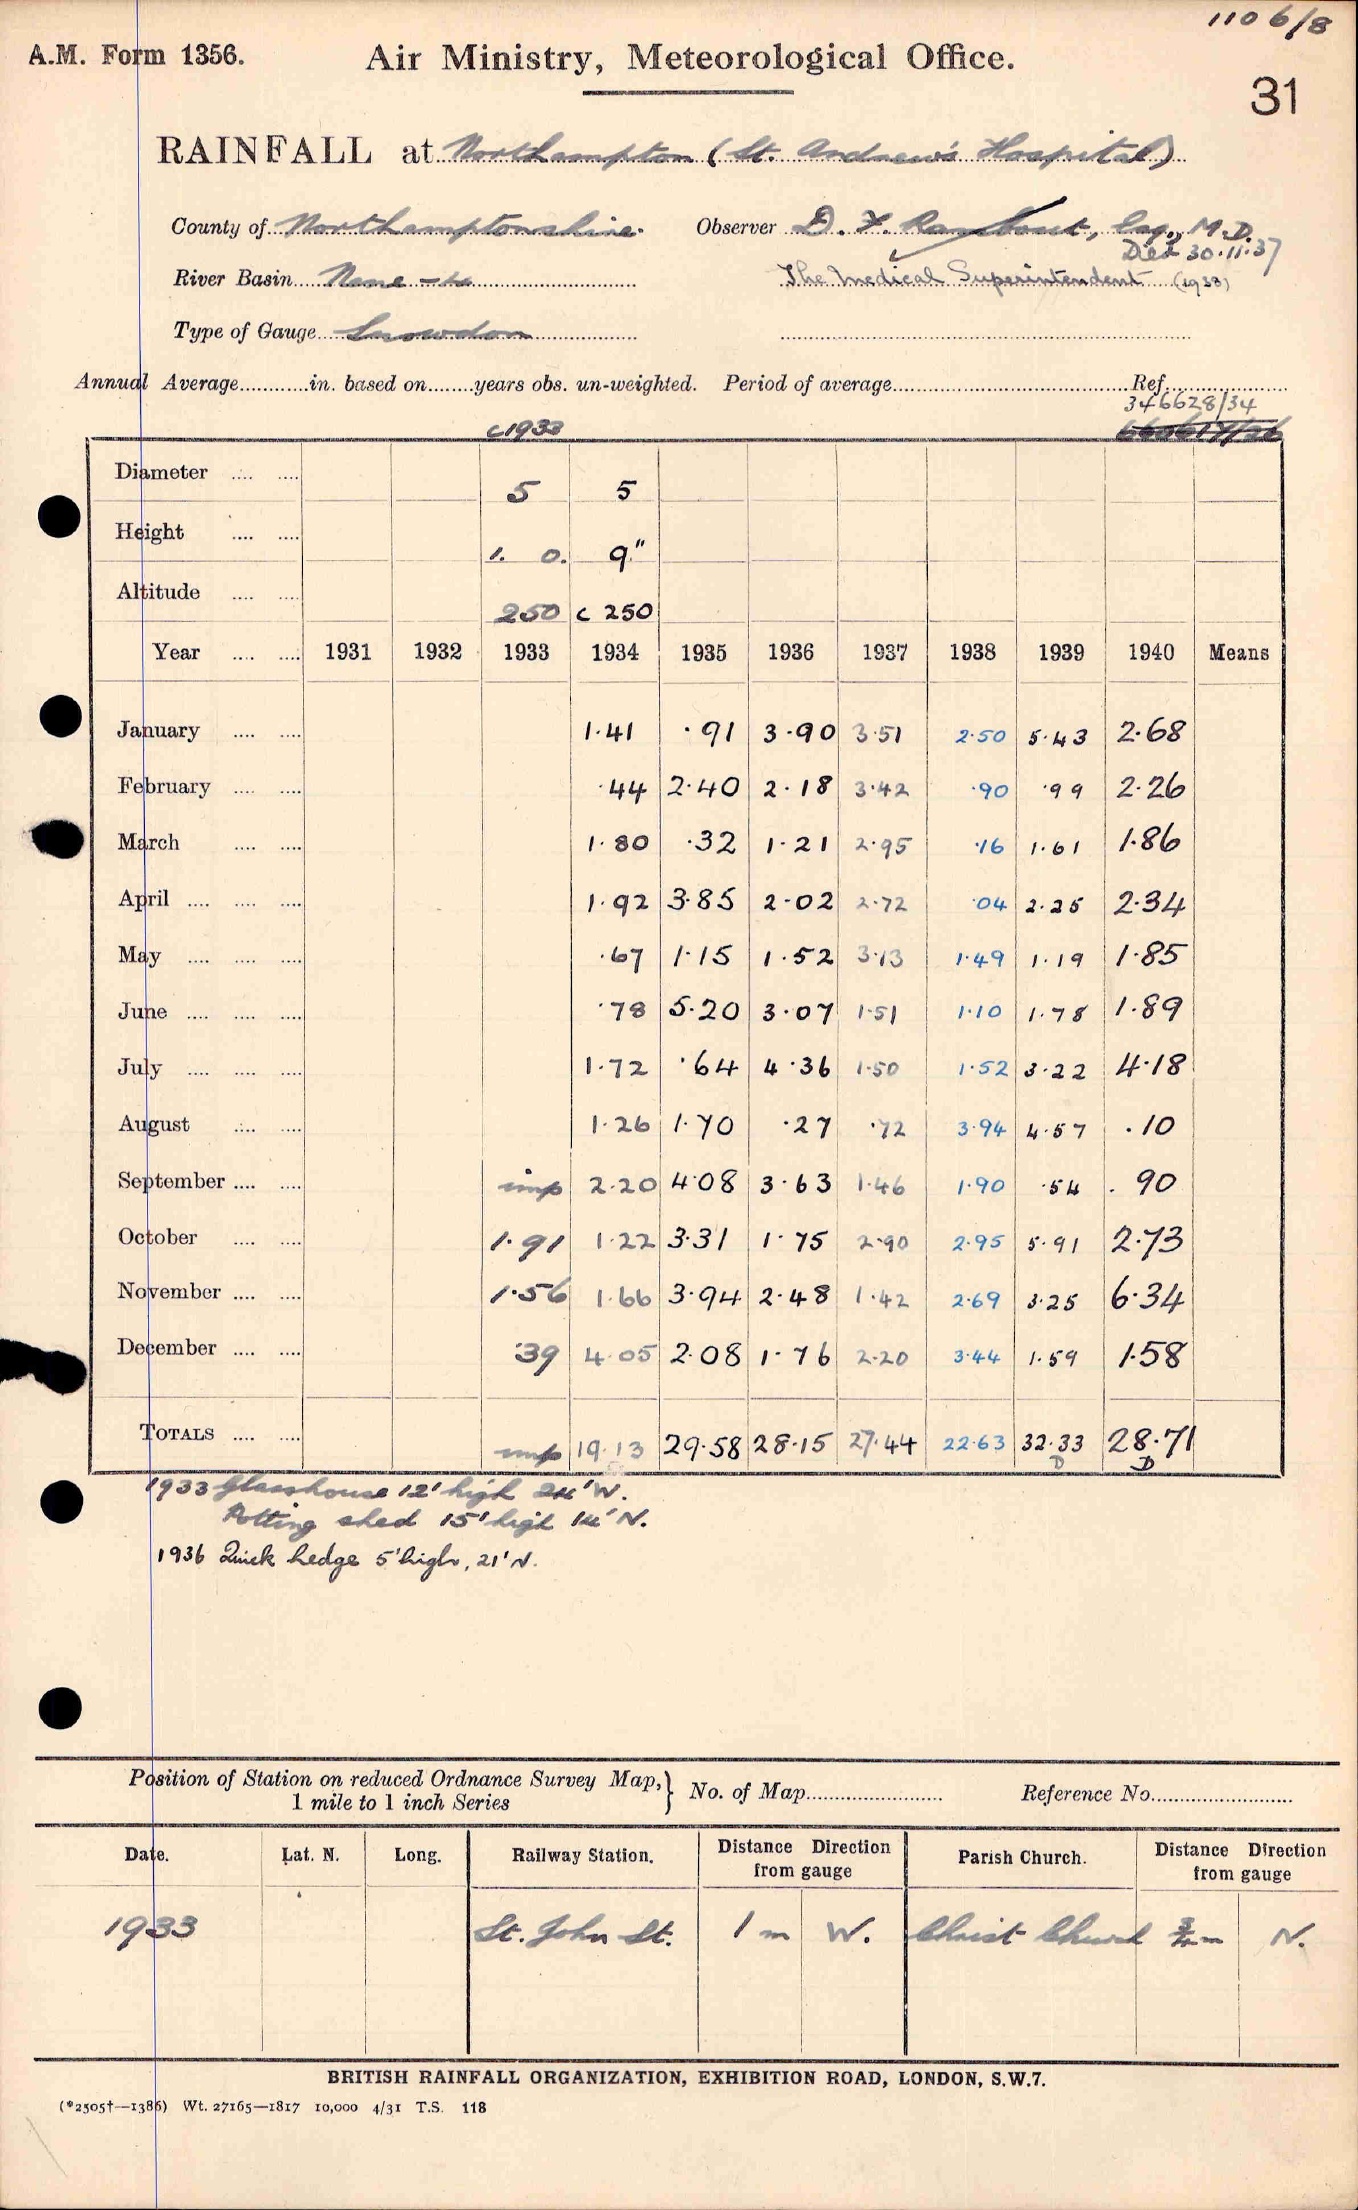 1106/8
A.M. Form 1356. Air Ministry, Meteorological Office.
31
RAINFALL at Northampton (St. Andrew's Hospital)
County of Northamptonshire. Observer D. F. Rambaut, Esq., M.D.
Died 30.11.37
River Basin Nene The Medical Superintendent (1938)
Type of Gauge Snowdon
Annual Average in. based on years obs. un-weighted. Period of average Ref.
346628/34
c1933
Diameter 5 5
Height 1. 0. 9"
Altitude 250 c 250
Year 1931 1932 1933 1934 1935 1936 1937 1938 1939 1940 Means
January 1.41 .91 3.90 3.51 2.50 5.43 2.68
February .44 2.40 2.18 3.42 .90 .99 2.26
March 1.80 .32 1.21 2.95 .16 1.61 1.86
April 1.92 3.85 2.02 2.72 .04 2.25 2.34
May .67 1.15 1.52 3.13 1.49 1.19 1.85
June .78 5.20 3.07 1.51 1.10 1.78 1.89
July 1.72 .64 4.36 1.50 1.52 3.22 4.18
August 1.26 1.70 .27 .72 3.94 4.57 .10
September imp 2.20 4.08 3.63 1.46 1.90 .54 .90
October 1.91 1.22 3.31 1.75 2.90 2.95 5.91 2.73
November 1.56 1.66 3.94 2.48 1.42 2.69 3.25 6.34
December .39 4.05 2.08 1.76 2.20 3.44 1.59 1.58
TOTALS imp 19.13 29.58 28.15 27.44 22.63 32.33 28.71
D D
1933 Glasshouse 12' high 24' W.
Potting shed 15' high 14' N.
1936 Quick hedge 5' high, 21' N.
Position of Station on reduced Ordnance Survey Map,} No. of Map Reference No.
1 mile to 1 inch Series
Date. Lat. N. Long. Railway Station. Distance Direction from gauge Parish Church. Distance Direction from gauge
1933 St. John St. 1 m W. Christ Church 3/4 m N.
BRITISH RAINFALL ORGANIZATION, EXHIBITION ROAD, LONDON, S.W.7.
(*2505†—1386) Wt. 27165—1817 10,000 4/31 T.S. 118